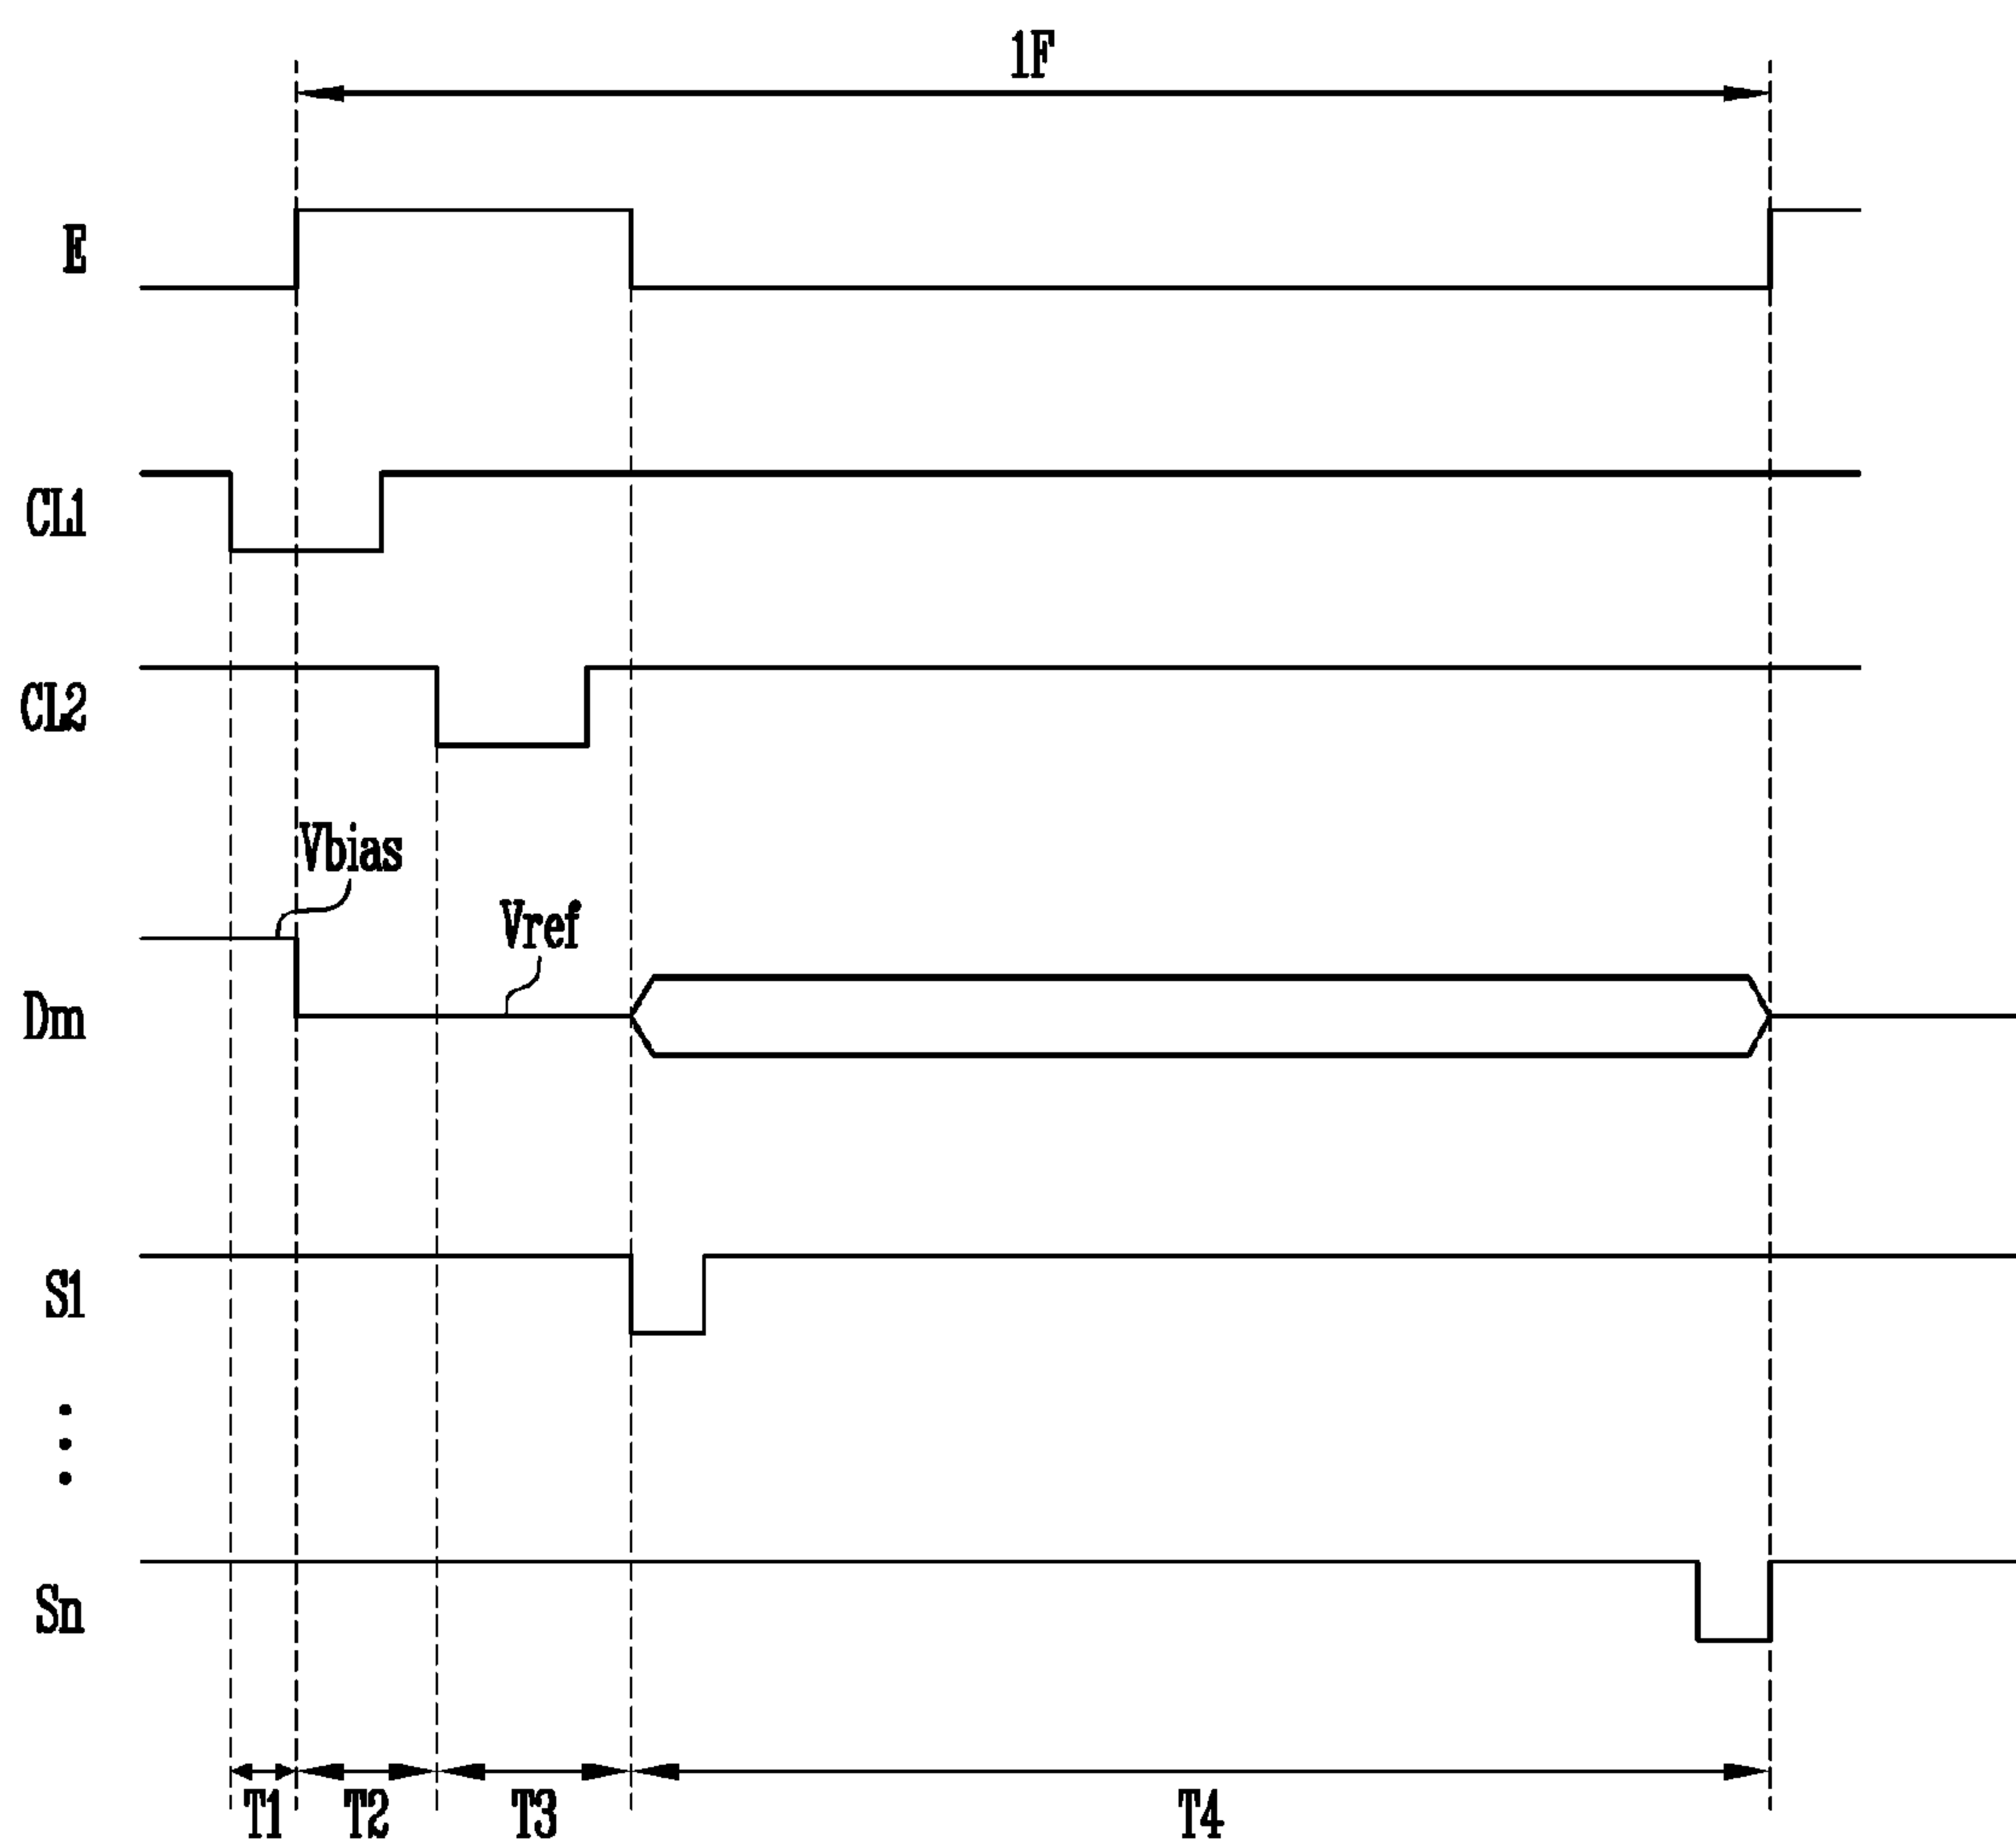 1F
E
CL1
CL2
Vbias
Vref
Dm
S1
Sn
T1 T2 T3 T4